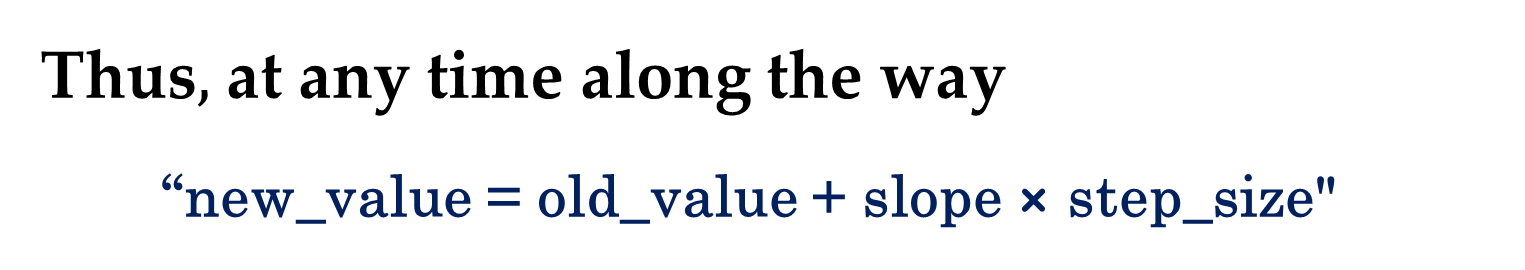 Thus, at any time along the way
“new_value = old_value + slope × step_size"